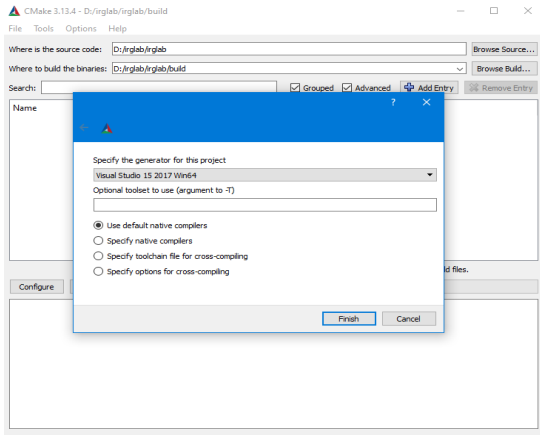 CMake 3.13.4 - D:/irglab/irglab/build
File Tools Options Help
Where is the source code: D:/irglab/irglab Browse Source...
Where to build the binaries: D:/irglab/irglab/build Browse Build...
Search: Grouped Advanced Add Entry Remove Entry
Name
?
Specify the generator for this project
Visual Studio 15 2017 Win64
Optional toolset to use (argument to -T)
Use default native compilers
Specify native compilers
Specify toolchain file for cross-compiling
Specify options for cross-compiling
ld files.
Configure
Finish Cancel